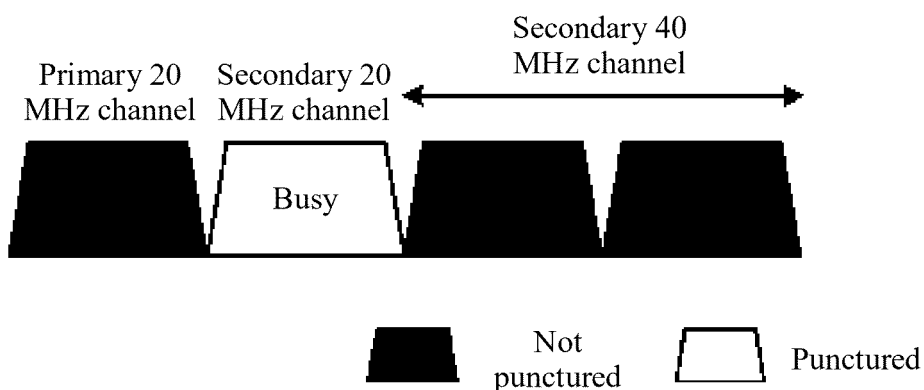 Secondary 40
MHz channel
Primary 20
MHz channel
Secondary 20
MHz channel
Busy
Not
punctured
Punctured